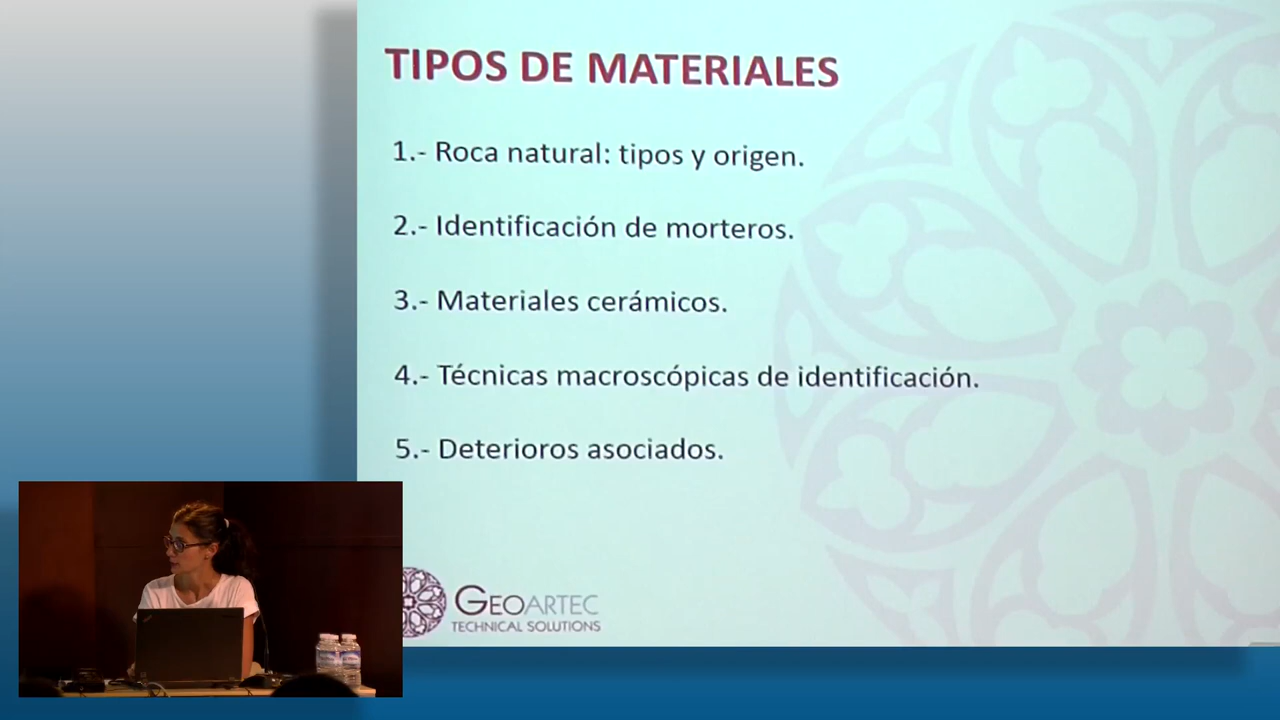 TIPOS DE MATERIALES
1.- Roca natural: tipos y origen.
2.- Identificación de morteros.
3.- Materiales cerámicos.
4.- Técnicas macroscópicas de identificación.
5.- Deterioros asociados.
GEOARTEC
TECHNICAL SOLUTIONS